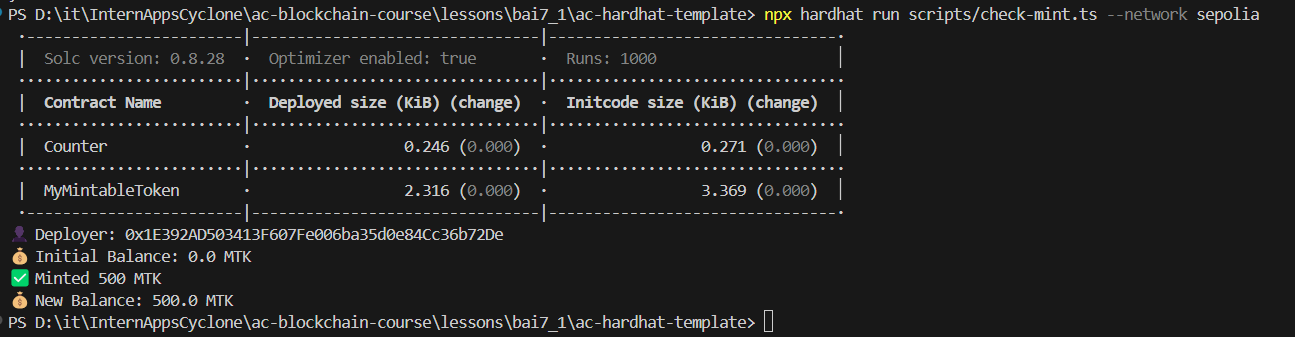 PS D:\it\InternAppsCyclone\ac-blockchain-course\lessons\bai7_1\ac-hardhat-template> npx hardhat run scripts/check-mint.ts --network sepolia
| Solc version: 0.8.28 · Optimizer enabled: true · Runs: 1000 |
| Contract Name · Deployed size (KiB) (change) · Initcode size (KiB) (change) |
| Counter · 0.246 (0.000) · 0.271 (0.000) |
| MyMintableToken · 2.316 (0.000) · 3.369 (0.000) |
👤 Deployer: 0x1E392AD503413F607Fe006ba35d0e84Cc36b72De
💰 Initial Balance: 0.0 MTK
✅ Minted 500 MTK
💰 New Balance: 500.0 MTK
PS D:\it\InternAppsCyclone\ac-blockchain-course\lessons\bai7_1\ac-hardhat-template>